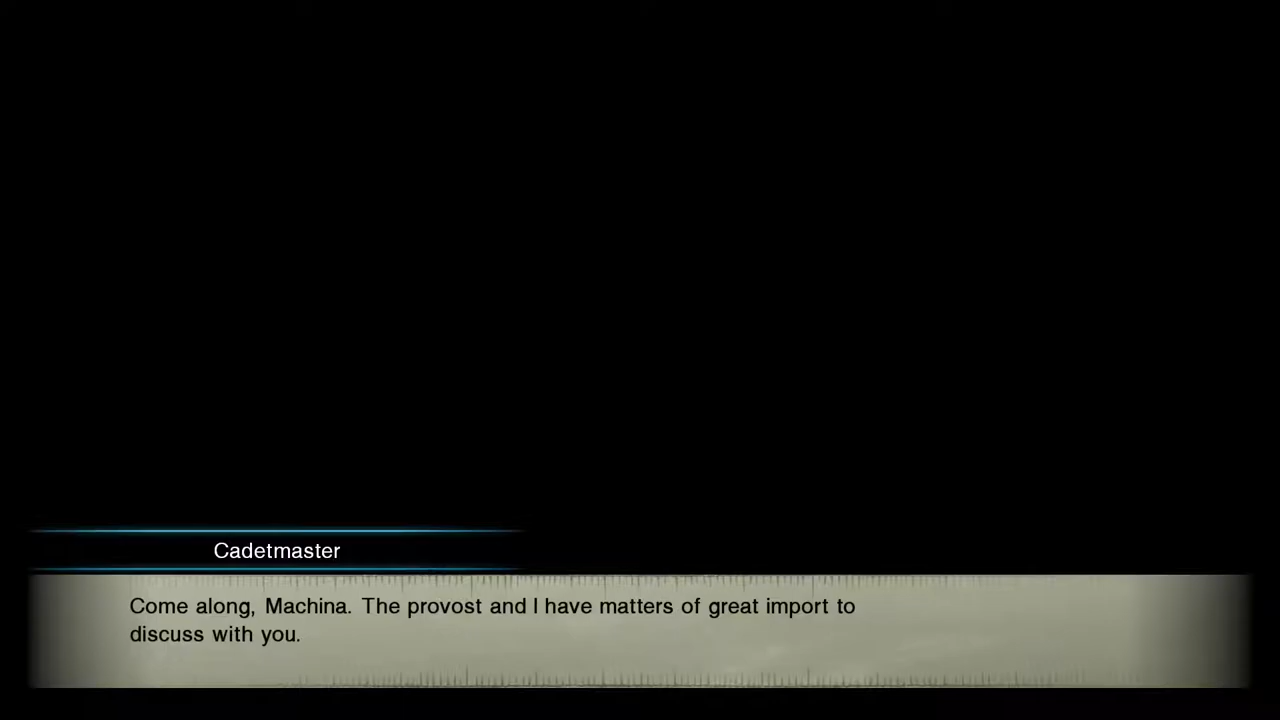 Cadetmaster
Come along, Machina. The provost and I have matters of great import to
discuss with you.